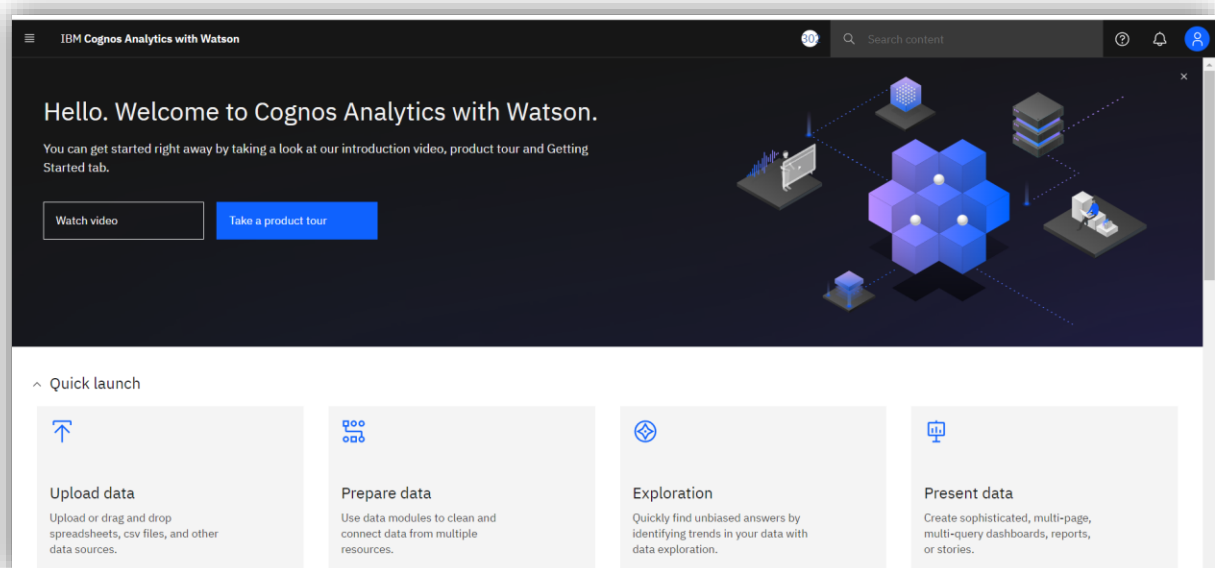 IBM Cognos Analytics with Watson
302
Search content
Hello. Welcome to Cognos Analytics with Watson.
You can get started right away by taking a look at our introduction video, product tour and Getting
Started tab.
Watch video
Take a product tour
Quick launch
Upload data
Upload or drag and drop
spreadsheets, csv files, and other
data sources.
Prepare data
Use data modules to clean and
connect data from multiple
resources.
Exploration
Quickly find unbiased answers by
identifying trends in your data with
data exploration.
Present data
Create sophisticated, multi-page,
multi-query dashboards, reports,
or stories.